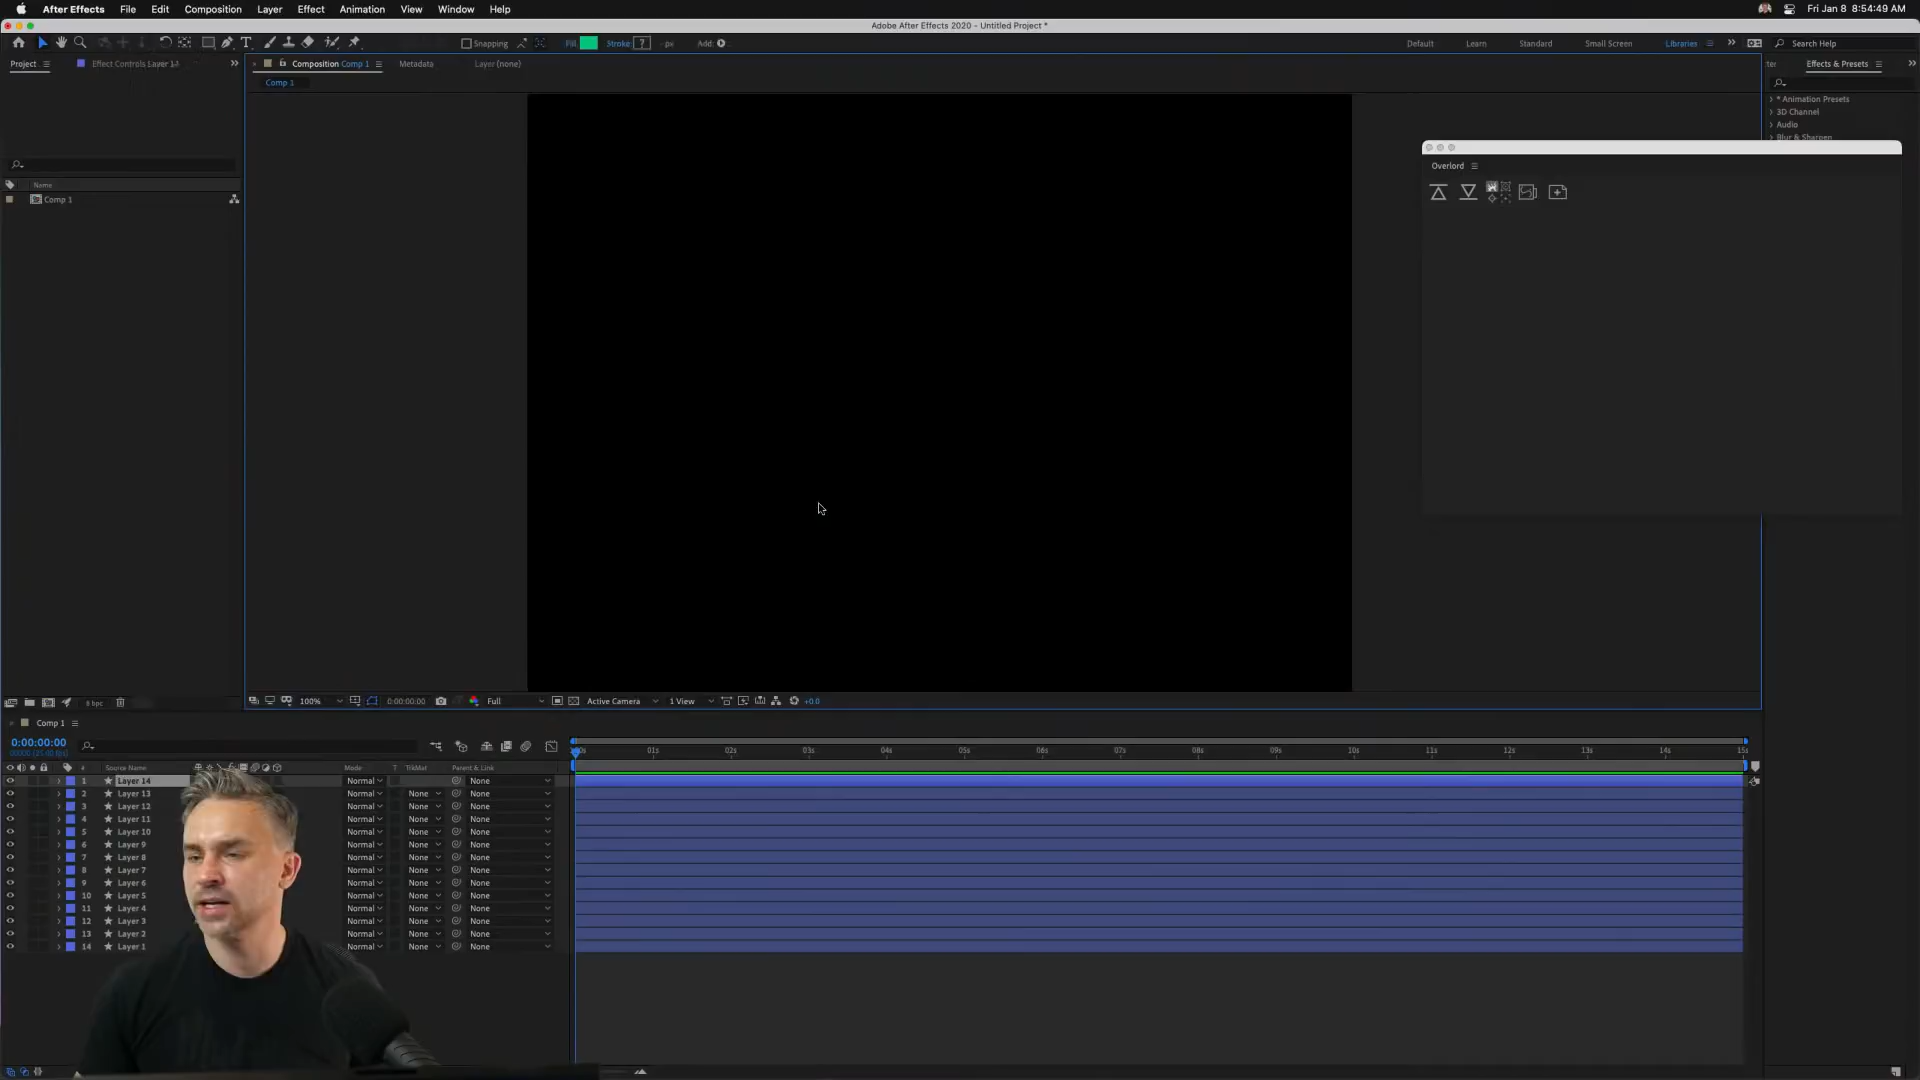 After Effects File Edit Composition Layer Effect Animation View Window Help Fri Jan 8 8:54:49 AM
Adobe After Effects 2020 - Untitled Project *
Snapping Fill Stroke: ? px Add: Default Learn Standard Small Screen Libraries Search Help
Project Effect Controls Layer 14 Composition Comp 1 Metadata Layer (none) Effects & Presets
Comp 1
* Animation Presets
3D Channel
Audio
Blur & Sharpen
Overlord
Name
Comp 1
8 bpc 100% 0:00:00:00 Full Active Camera 1 View +0.0
Comp 1
0:00:00:00
01s 02s 03s 04s 05s 06s 07s 08s 09s 10s 11s 12s 13s 14s 15s
# Source Name Mode T TrkMat Parent & Link
1 Layer 14 Normal None
2 Layer 13 Normal None None
3 Layer 12 Normal None None
4 Layer 11 Normal None None
5 Layer 10 Normal None None
6 Layer 9 Normal None None
7 Layer 8 Normal None None
8 Layer 7 Normal None None
9 Layer 6 Normal None None
10 Layer 5 Normal None None
11 Layer 4 Normal None None
12 Layer 3 Normal None None
13 Layer 2 Normal None None
14 Layer 1 Normal None None